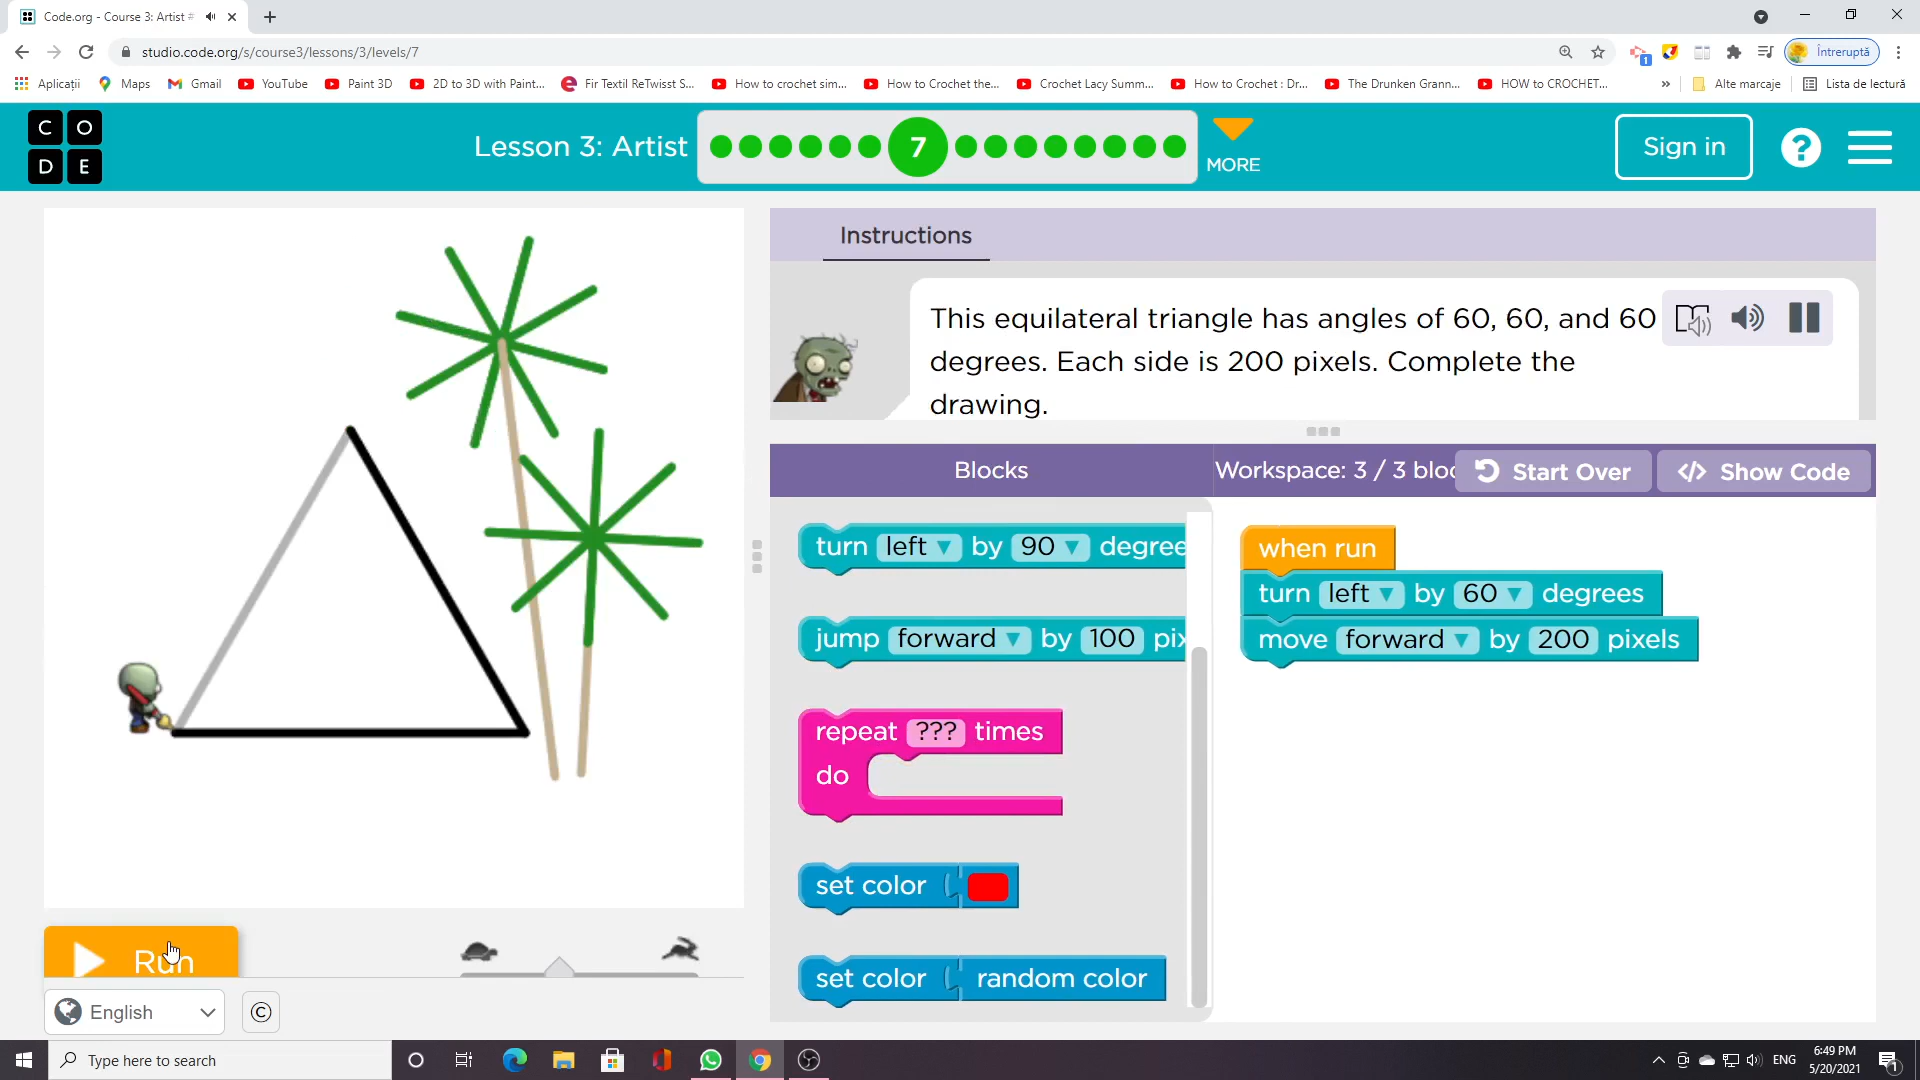 Code.org - Course 3: Artist #
studio.code.org/s/course3/lessons/3/levels/7
Întreruptă
Aplicații
Maps
Gmail
YouTube
Paint 3D
2D to 3D with Paint...
Fir Textil ReTwisst S...
How to crochet sim...
How to Crochet the...
Crochet Lacy Summ...
How to Crochet : Dr...
The Drunken Grann...
HOW to CROCHET...
»
Alte marcaje
Lista de lectură
C O
D E
Lesson 3: Artist
7
MORE
Sign in
?
Instructions
This equilateral triangle has angles of 60, 60, and 60
degrees. Each side is 200 pixels. Complete the
drawing.
Blocks
Workspace: 3 / 3 bloc
Start Over
</> Show Code
turn left by 90 degree
jump forward by 100 pix
repeat ??? times
do
set color
set color random color
when run
turn left by 60 degrees
move forward by 200 pixels
Run
English
©
Type here to search
ENG
6:49 PM
5/20/2021
1
1